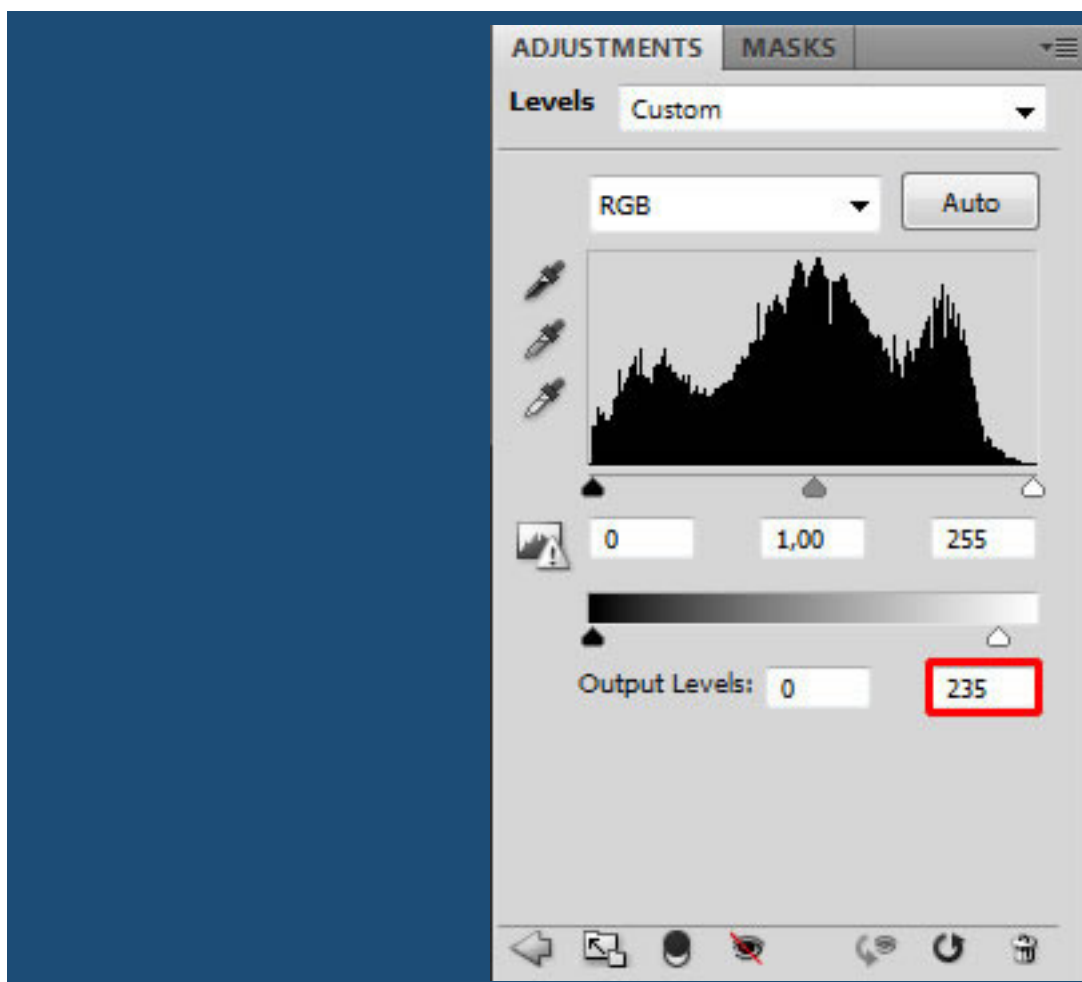 ADJUSTMENTS MASKS
Levels Custom
RGB Auto
0 1,00 255
Output Levels: 0 235